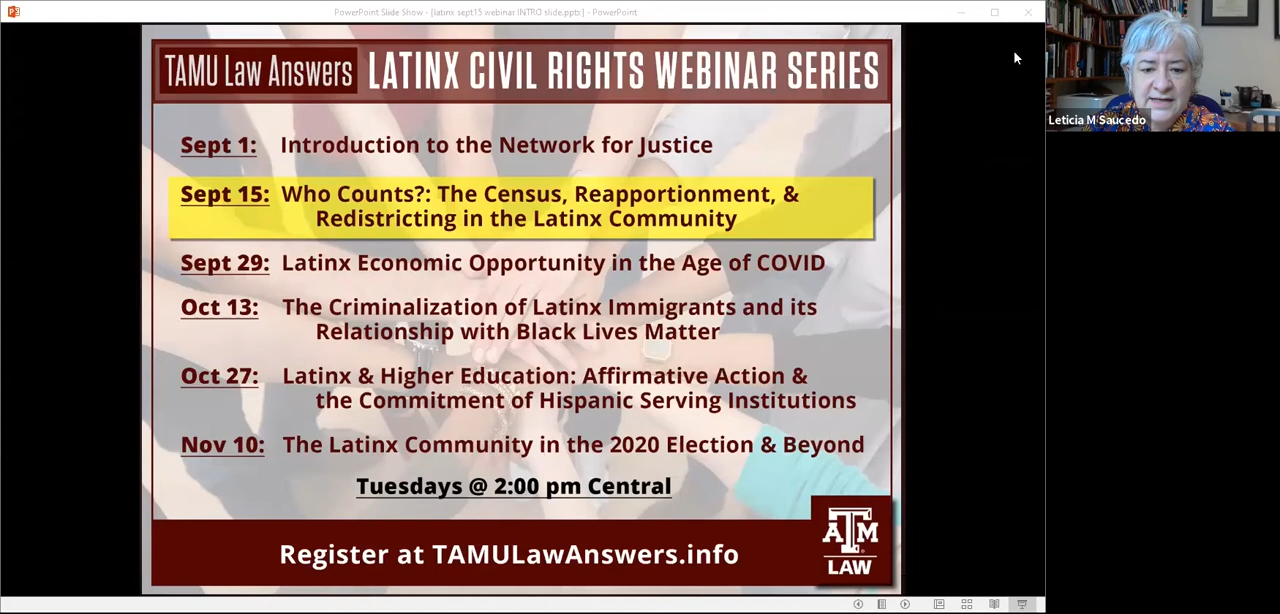 PowerPoint Slide Show - [latinx sept15 webinar INTRO slide.pptx] - PowerPoint
TAMU Law Answers LATINX CIVIL RIGHTS WEBINAR SERIES
Sept 1: Introduction to the Network for Justice
Sept 15: Who Counts?: The Census, Reapportionment, &
Redistricting in the Latinx Community
Sept 29: Latinx Economic Opportunity in the Age of COVID
Oct 13: The Criminalization of Latinx Immigrants and its
Relationship with Black Lives Matter
Oct 27: Latinx & Higher Education: Affirmative Action &
the Commitment of Hispanic Serving Institutions
Nov 10: The Latinx Community in the 2020 Election & Beyond
Tuesdays @ 2:00 pm Central
Register at TAMULawAnswers.info
ATM
LAW
Leticia M Saucedo